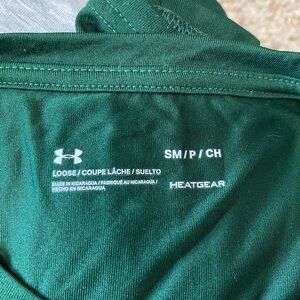 SM/P/CH
LOOSE/COUPE LÂCHE/SUELTO
MADE IN NICARAGUA/FABRIQUÉ AU NICARAGUA/
HECHO EN NICARAGUA
HEATGEAR